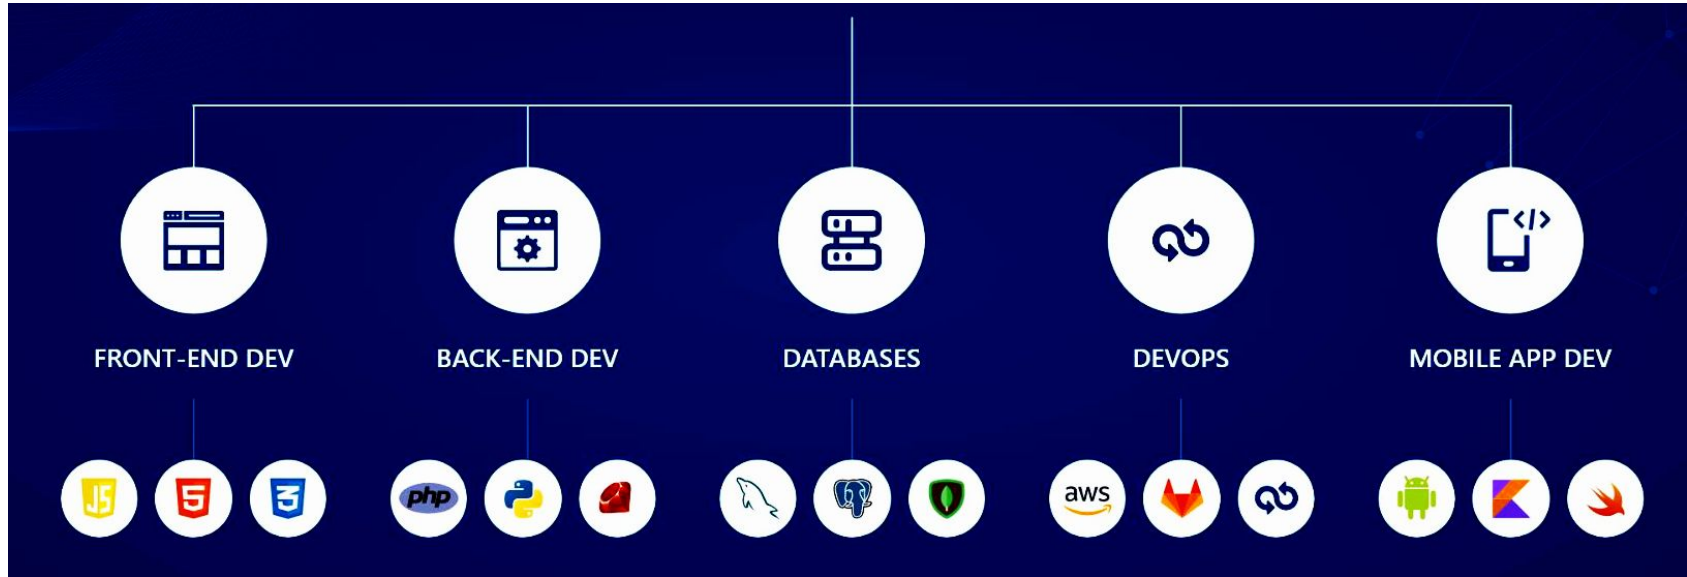 FRONT-END DEV
BACK-END DEV
DATABASES
DEVOPS
MOBILE APP DEV
JS
5
3
php
aws